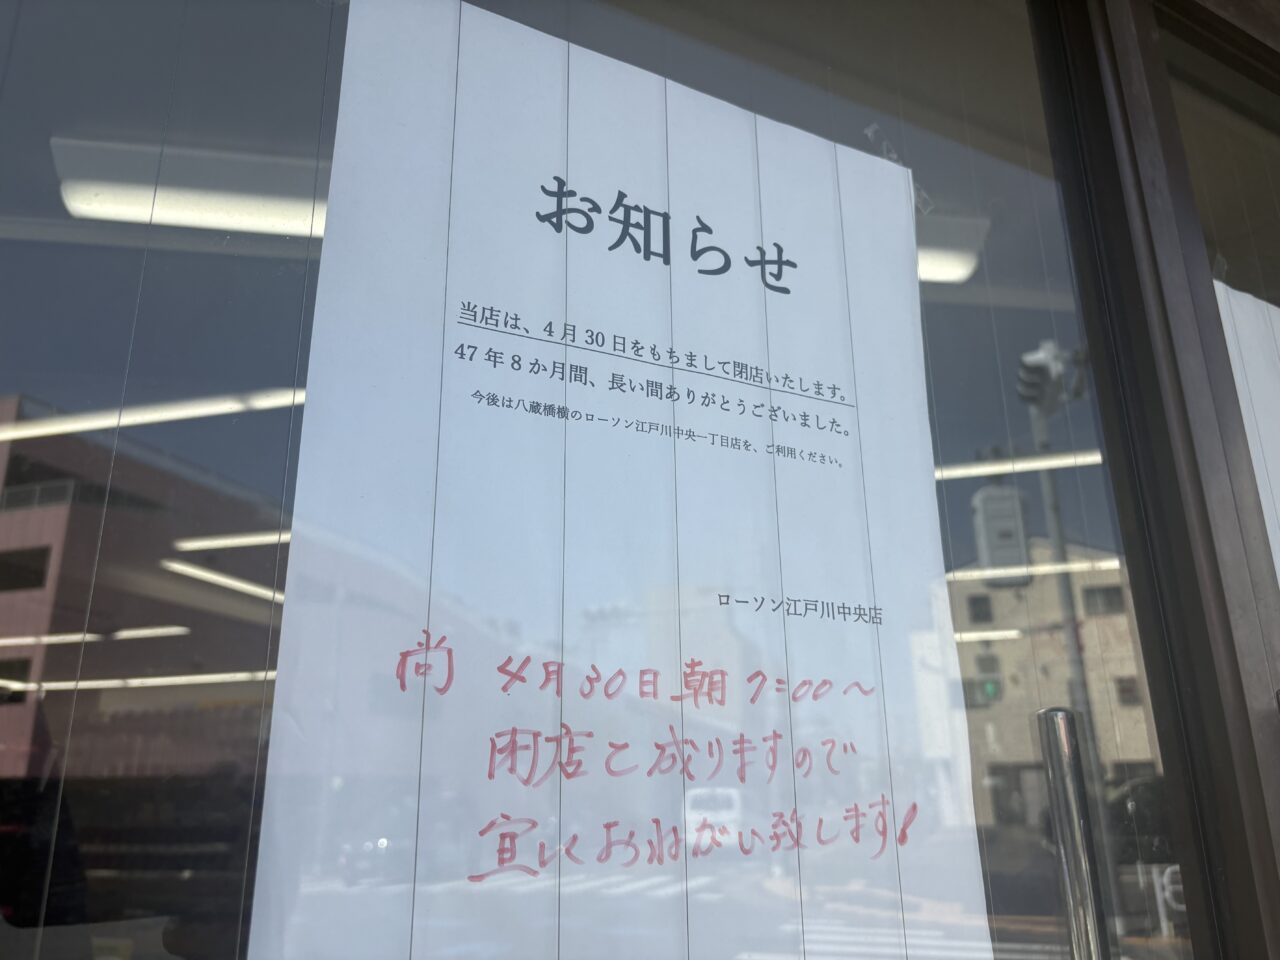 お知らせ
当店は、4月30日をもちまして閉店いたします。
47年8か月間、長い間ありがとうございました。
今後は八蔵橋横のローソン江戸川中央一丁目店を、ご利用ください。
ローソン江戸川中央店
尚 4月30日朝7:00〜
閉店と成りますので
宜しくおねがい致します!